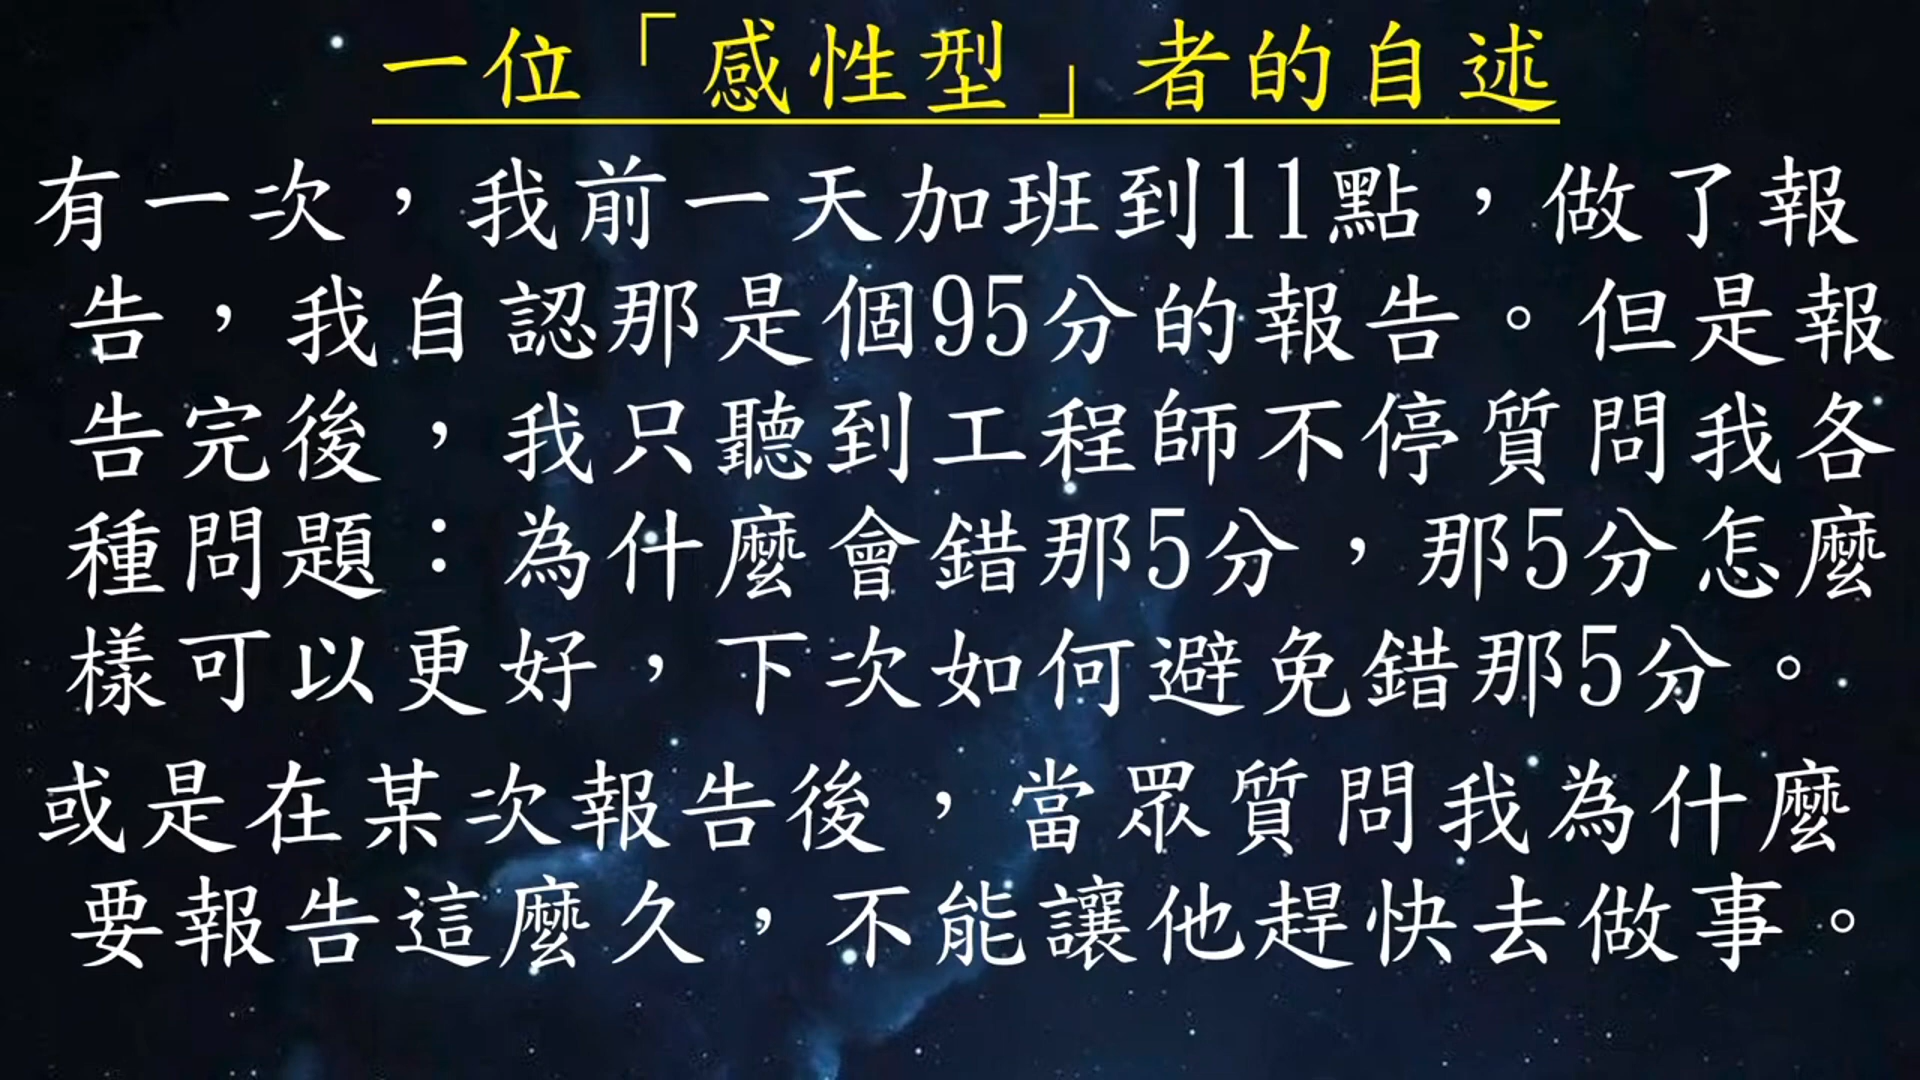 一位「感性型」者的自述
有一次，我前一天加班到11點，做了報
告，我自認那是個95分的報告。但是報
告完後，我只聽到工程師不停質問我各
種問題：為什麼會錯那5分，那5分怎麼
樣可以更好，下次如何避免錯那5分。
或是在某次報告後，當眾質問我為什麼
要報告這麼久，不能讓他趕快去做事。